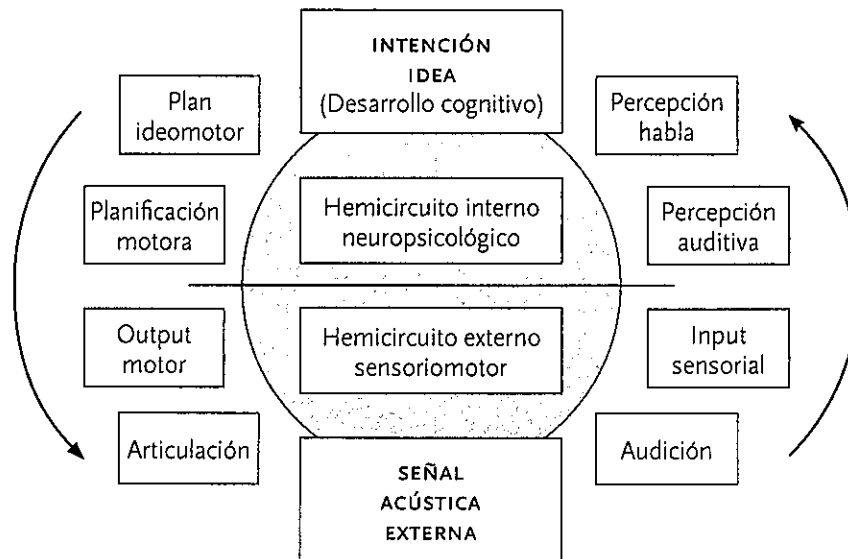 INTENCIÓN
IDEA
(Desarrollo cognitivo)
Plan
ideomotor
Percepción
habla
Planificación
motora
Hemicircuito interno
neuropsicológico
Percepción
auditiva
Output
motor
Hemicircuito externo
sensoriomotor
Input
sensorial
Articulación
Audición
SEÑAL
ACÚSTICA
EXTERNA